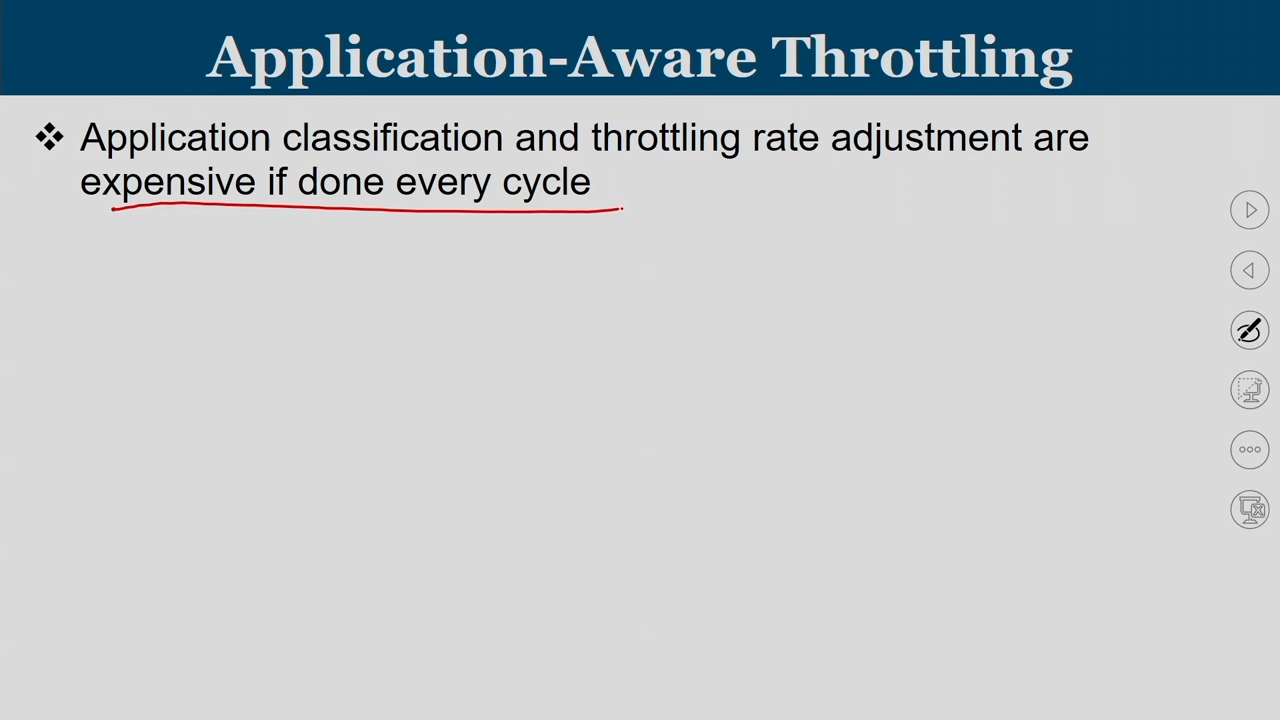 Application-Aware Throttling
❖ Application classification and throttling rate adjustment are
expensive if done every cycle